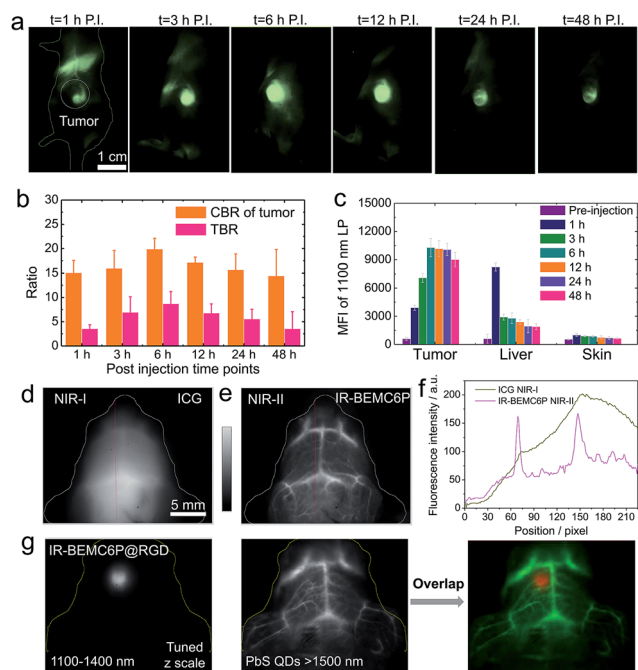 a
t=1 h P.I. t=3 h P.I. t=6 h P.I. t=12 h P.I. t=24 h P.I. t=48 h P.I.
Tumor
1 cm
b
30
25
20
15
10
5
0
Ratio
CBR of tumor
TBR
1 h 3 h 6 h 12 h 24 h 48 h
Post injection time points
c
15000
12000
9000
6000
3000
0
MFI of 1100 nm LP
Pre-injection
1 h
3 h
6 h
12 h
24 h
48 h
Tumor Liver Skin
d
NIR-I ICG
5 mm
e
NIR-II IR-BEMC6P
f
ICG NIR-I
IR-BEMC6P NIR-II
200
150
100
50
0
Fluorescence intensity / a.u.
0 30 60 90 120 150 180 210
Position / pixel
g
IR-BEMC6P@RGD
1100-1400 nm
Tuned
z scale
PbS QDs >1500 nm
Overlap